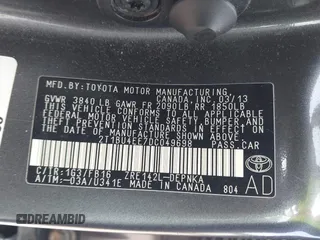 MFD.BY:TOYOTA MOTOR MANUFACTURING
CANADA, INC. 03/13
GVWR 3840 LB GAWR FR 2090LB RR 1850LB
THIS VEHICLE CONFORMS TO ALL APPLICABLE
FEDERAL MOTOR VEHICLE SAFETY, BUMPER, AND
THEFT PREVENTION STANDARDS IN EFFECT ON
THE DATE OF MANUFACTURE SHOWN ABOVE.
2T1BU4EE7DC049698 PASS.CAR
C/TR:1G3/FB16 ZRE142L-DEPNKA
A/TM:-03A/U341E MADE IN CANADA 804
AD
TOYOTA
DREAMBID